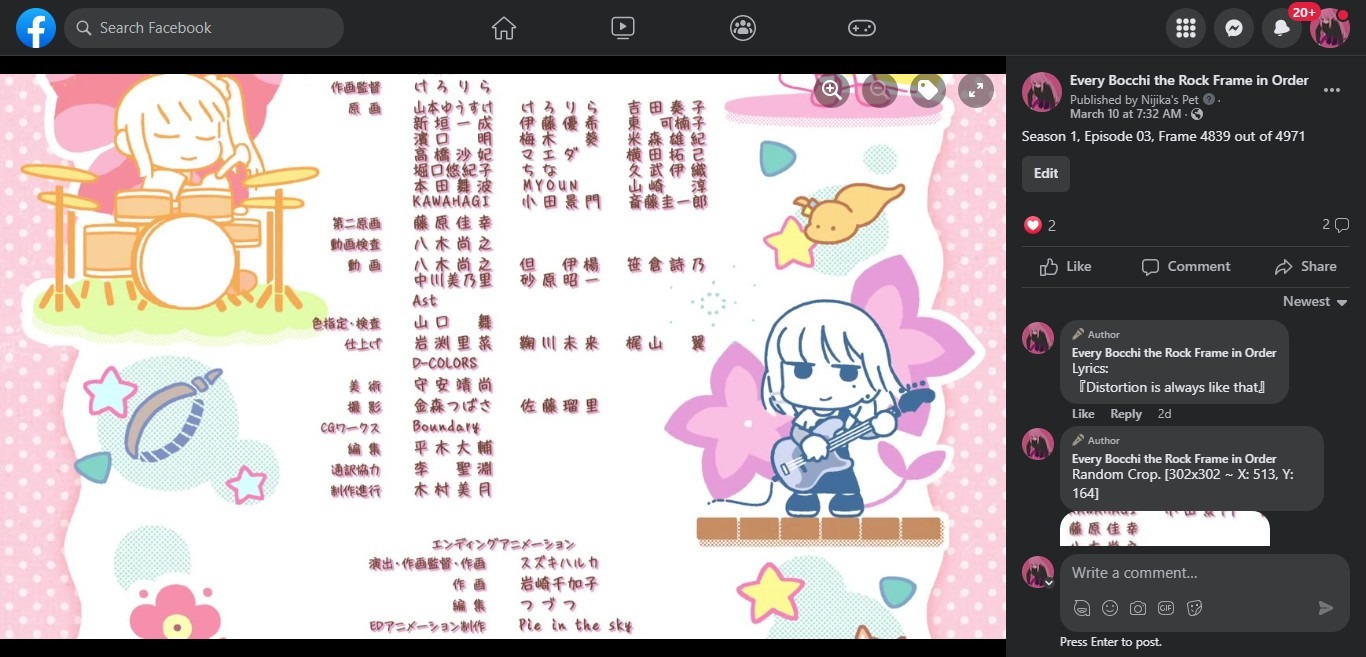 Search Facebook
20+
作画監督 けろりら
原画 山本ゆうすけ けろりら 吉田奏子
新垣一成 伊藤優希 東 可楠子
濱口 明 梅木 葵 米森雄紀
高橋沙妃 マエダ 横田拓己
堀口悠紀子 ちな 久武伊織
本田舞波 MYOUN 山崎 淳
KAWAHAGI 小田景門 斎藤圭一郎
第二原画 藤原佳幸
動画検査 八木尚之
動画 八木尚之 但 伊楊 笹倉詩乃
中川美乃里 砂原昭一
Ast
色指定・検査 山口 舞
仕上げ 岩渕里菜 鞠川未来 梶山 翼
D-COLORS
美術 守安靖尚
撮影 金森つばさ 佐藤瑠里
CGワークス Boundary
編集 平木大輔
通訳協力 李 聖淵
制作進行 木村美月
エンディングアニメーション
演出・作画監督・作画 スズキハルカ
作画 岩崎千加子
編集 つづつ
EDアニメーション制作 Pie in the sky
Every Bocchi the Rock Frame in Order
Published by Nijika's Pet
March 10 at 7:32 AM ·
Season 1, Episode 03, Frame 4839 out of 4971
Edit
2
2
Like Comment Share
Newest
Author
Every Bocchi the Rock Frame in Order
Lyrics:
『Distortion is always like that』
Like Reply 2d
Author
Every Bocchi the Rock Frame in Order
Random Crop. [302x302 ~ X: 513, Y:
164]
藤原佳幸
Write a comment...
GIF
Press Enter to post.